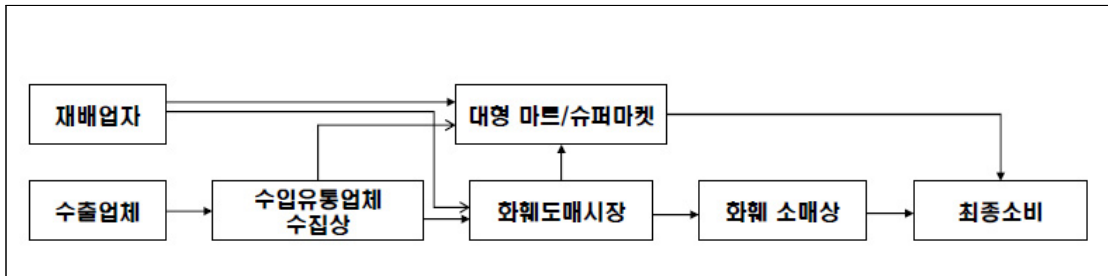 재배업자
대형 마트/슈퍼마켓
수출업체
수입유통업체
수집상
화훼도매시장
화훼 소매상
최종소비